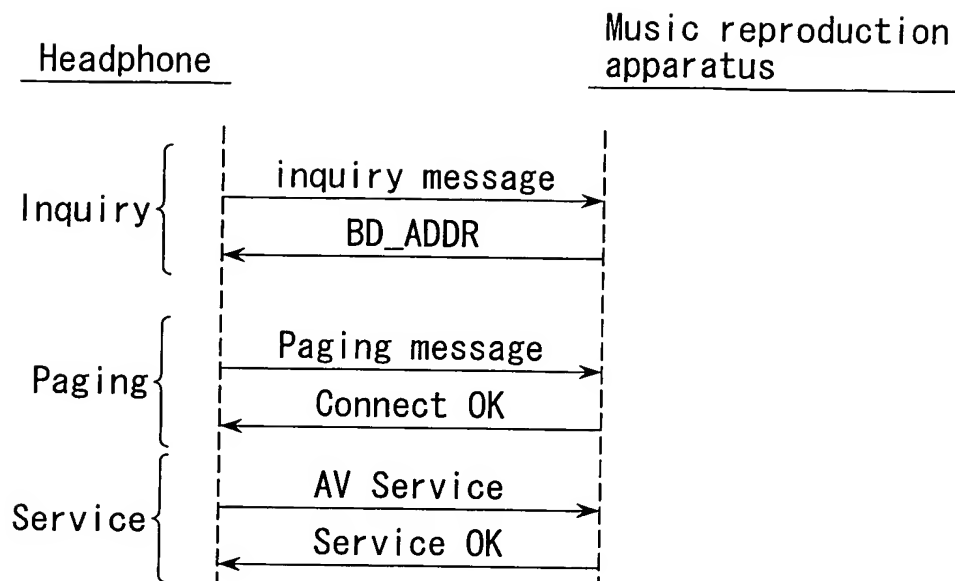 Headphone
Music reproduction
apparatus
Inquiry
inquiry message
BD_ADDR
Paging
Paging message
Connect OK
Service
AV Service
Service OK